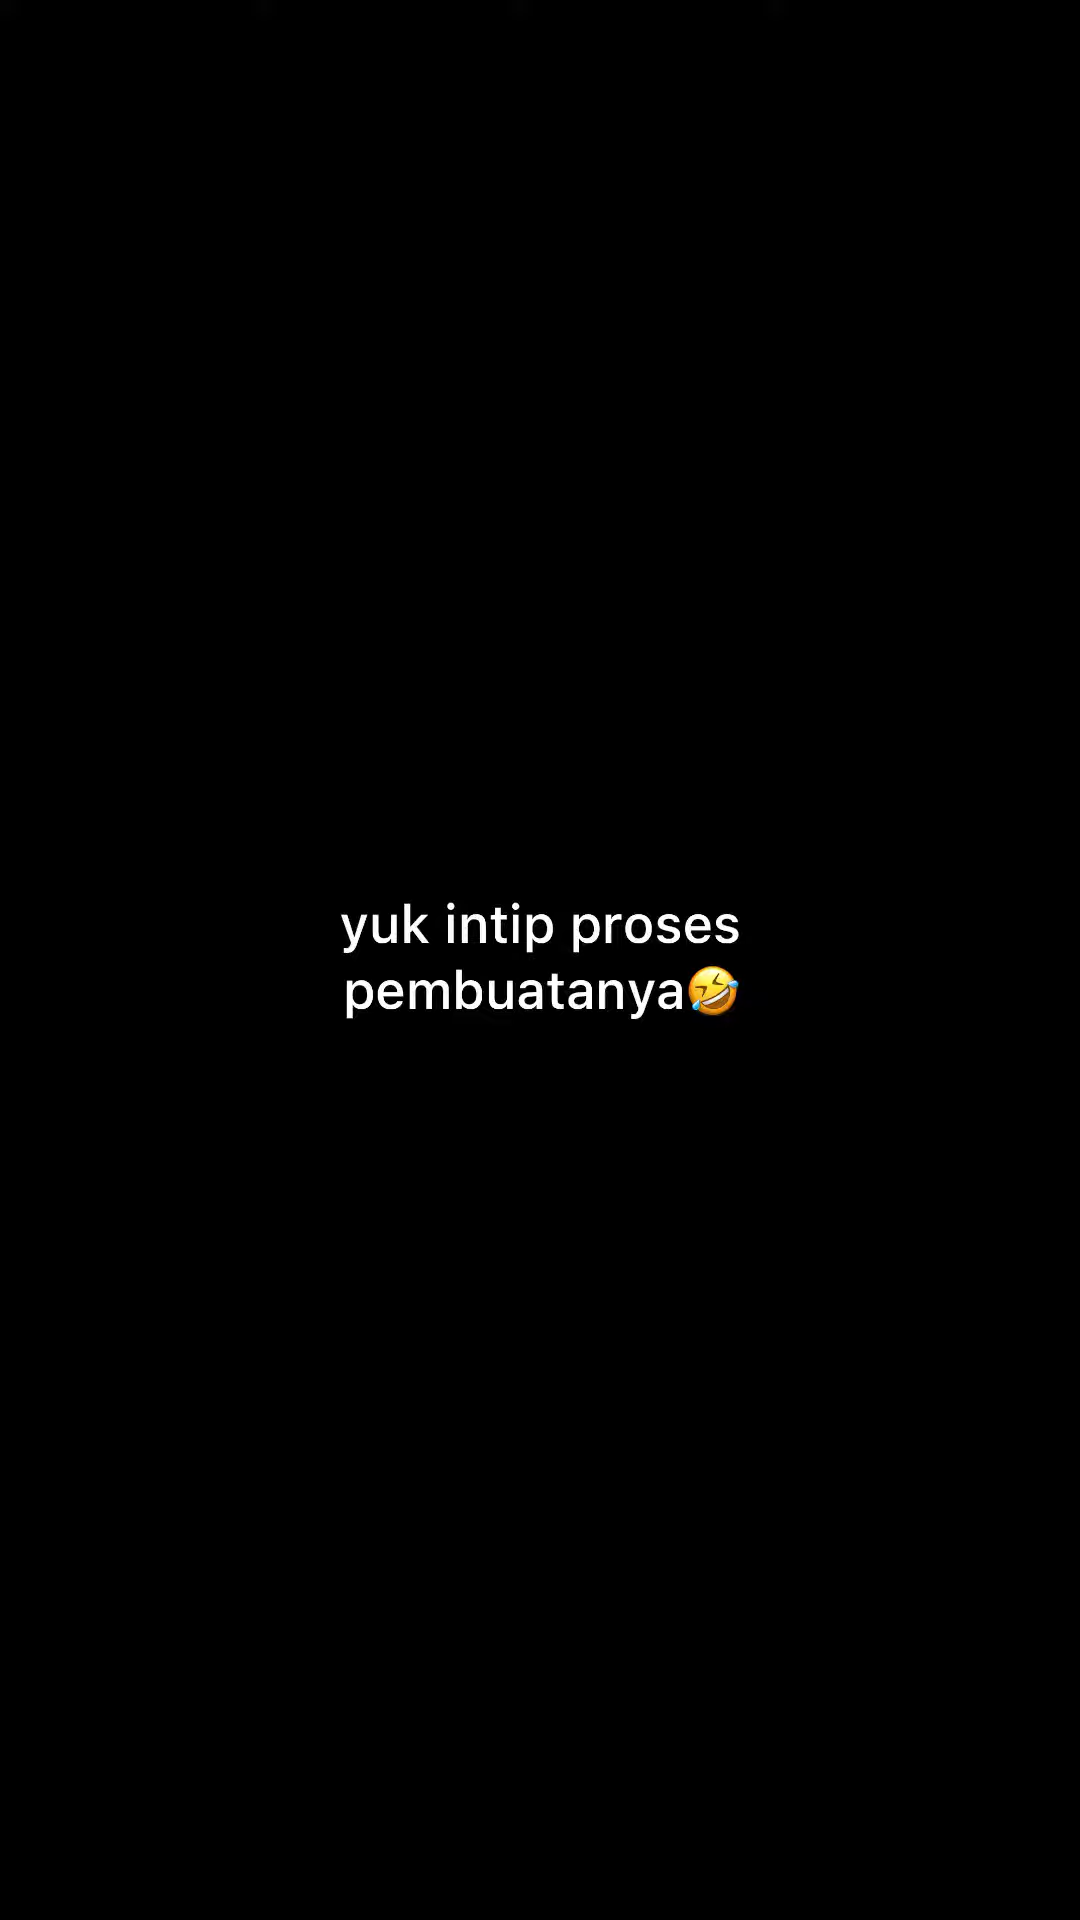 yuk intip proses
pembuatanya🤣